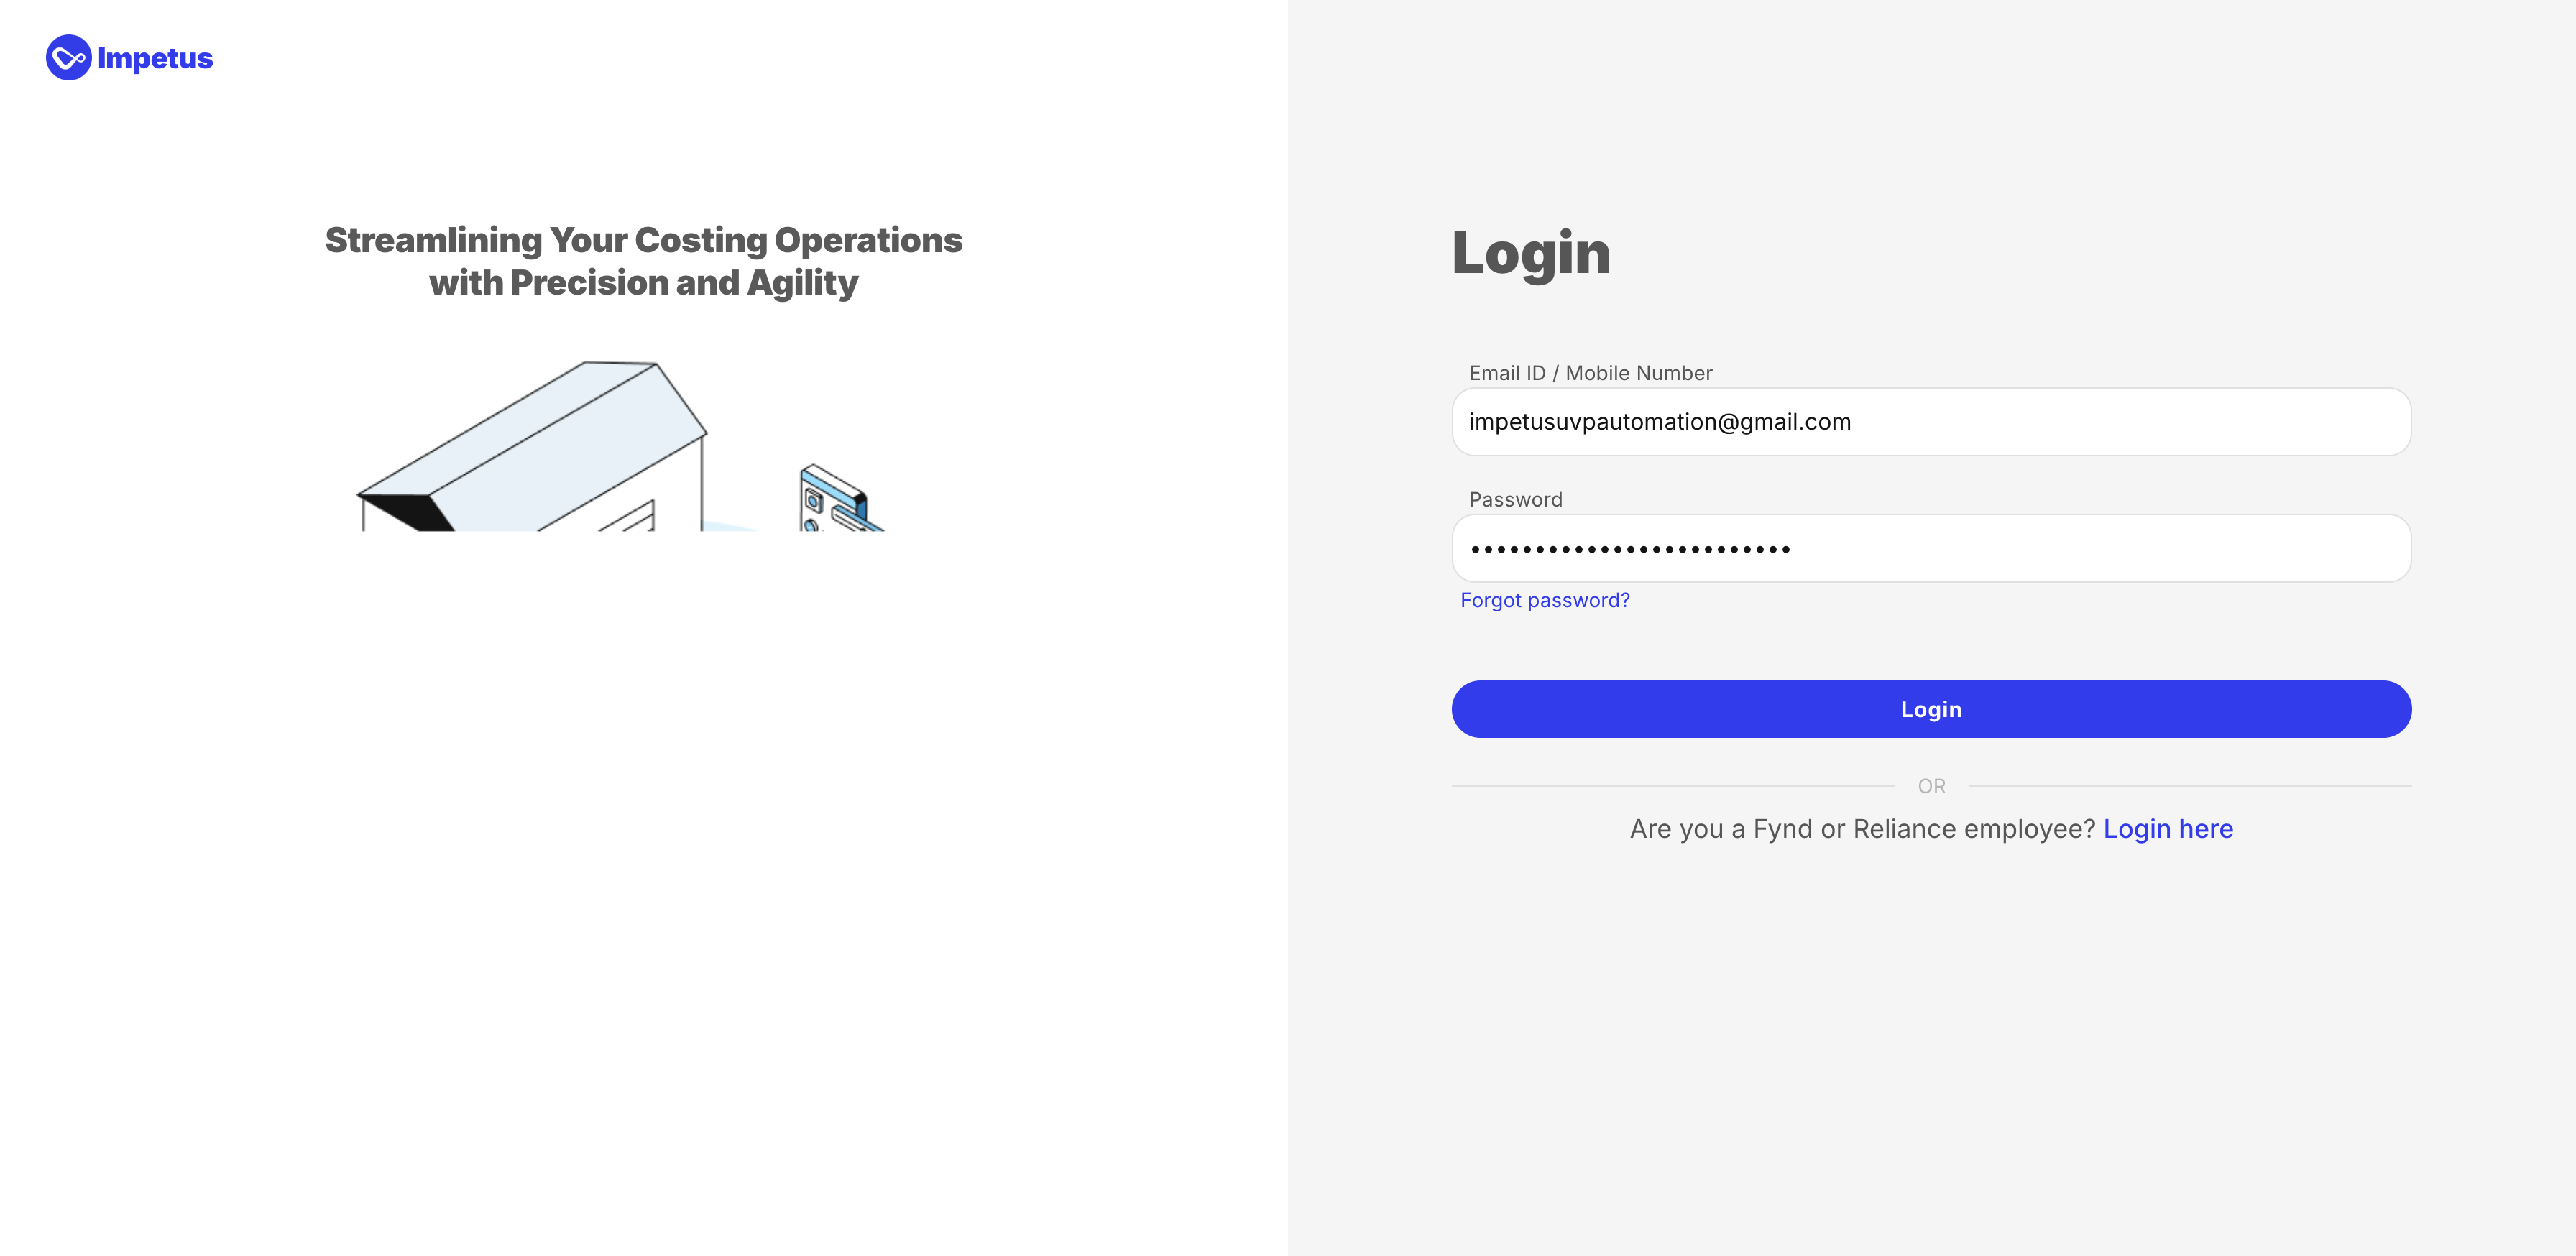 Impetus
Streamlining Your Costing Operations
with Precision and Agility
Login
Email ID / Mobile Number
impetusuvpautomation@gmail.com
Password
•••••••••••••••••••••••••
Forgot password?
Login
OR
Are you a Fynd or Reliance employee? Login here